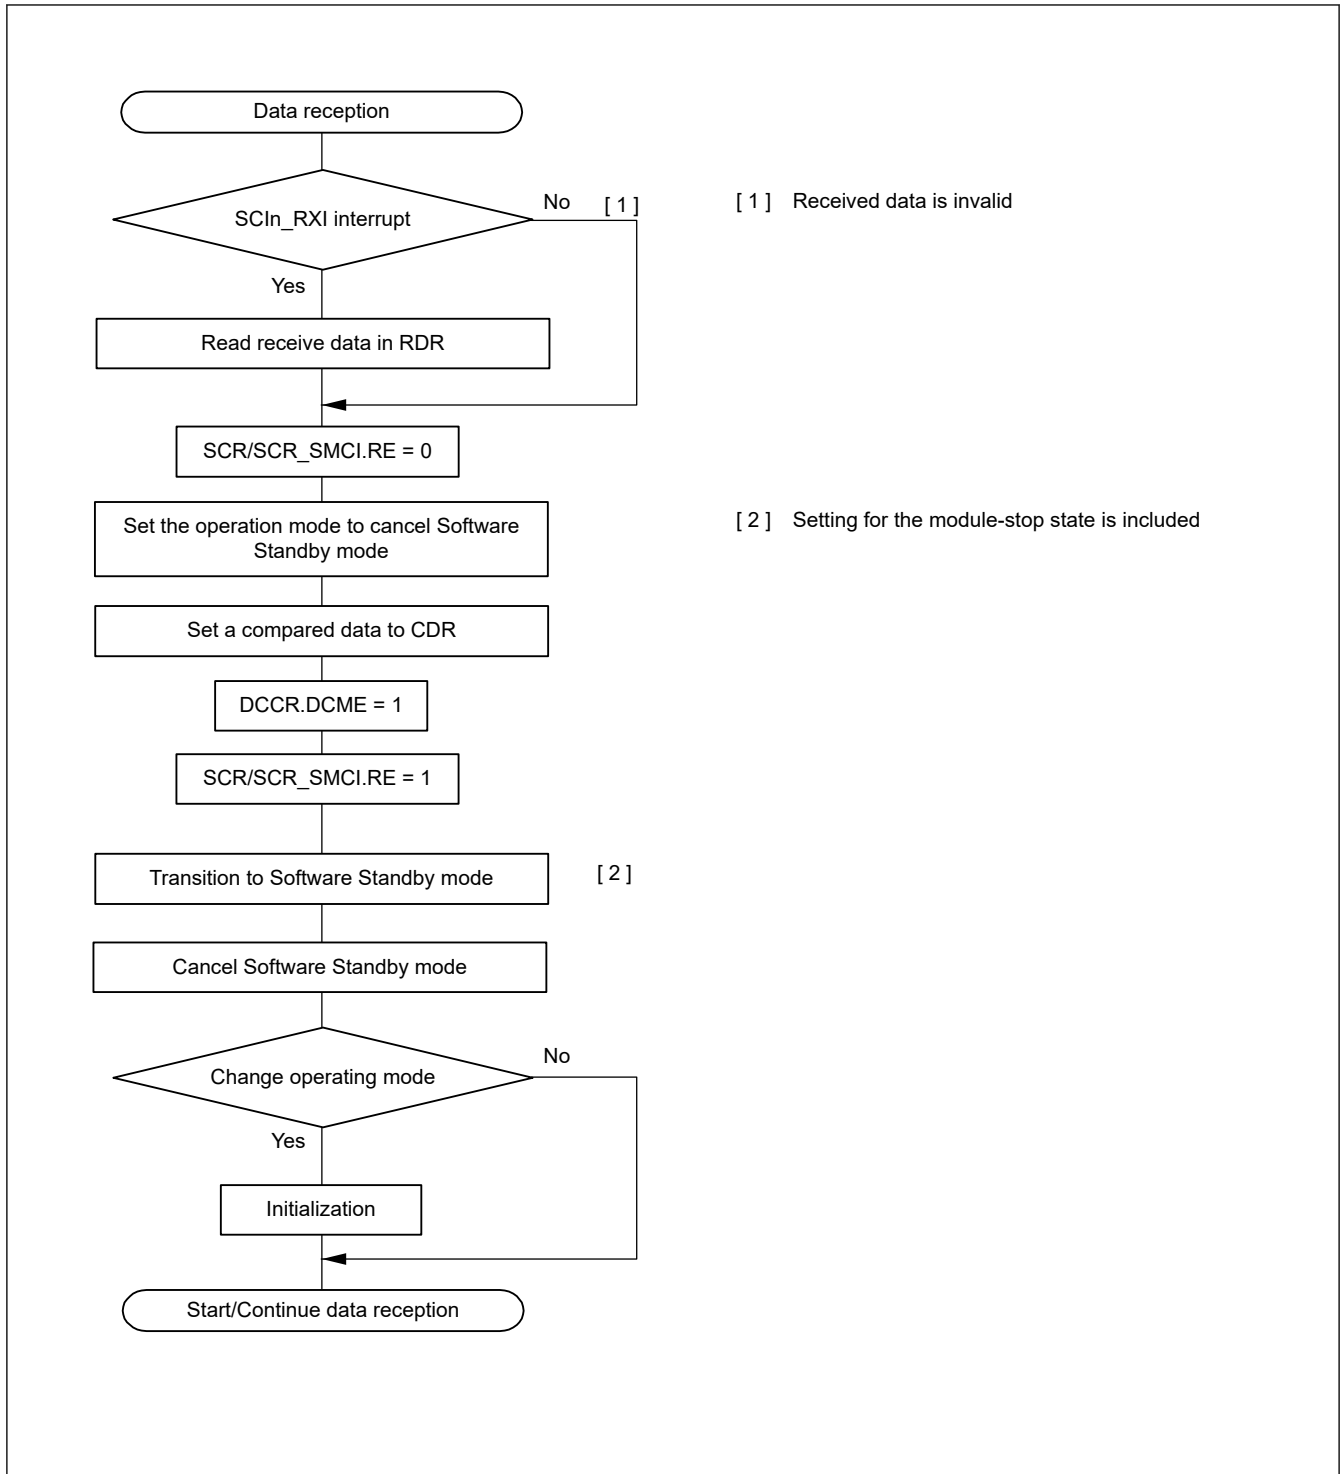 Data reception
No [ 1 ]
[ 1 ] Received data is invalid
SCIn_RXI interrupt
Yes
Read receive data in RDR
SCR/SCR_SMCI.RE = 0
Set the operation mode to cancel Software
Standby mode
[ 2 ] Setting for the module-stop state is included
Set a compared data to CDR
DCCR.DCME = 1
SCR/SCR_SMCI.RE = 1
Transition to Software Standby mode
[ 2 ]
Cancel Software Standby mode
Change operating mode
No
Yes
Initialization
Start/Continue data reception